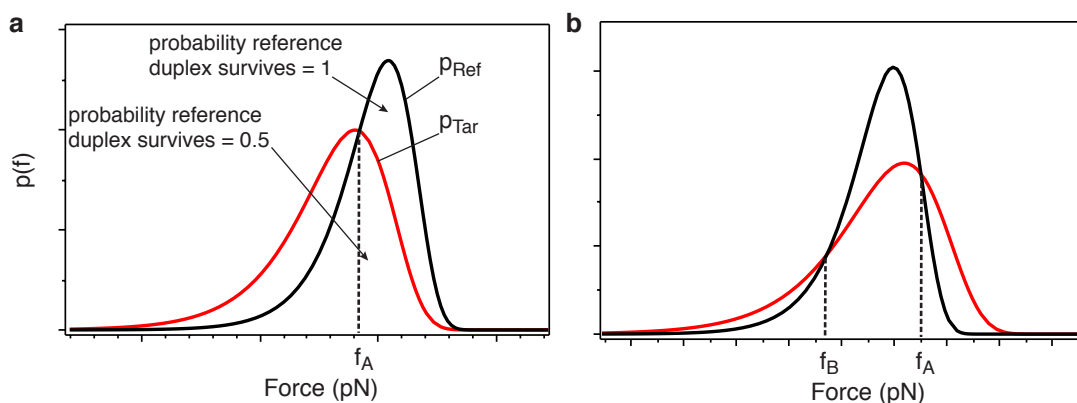 a
probability reference
duplex survives = 1
pRef
probability reference
duplex survives = 0.5
pTar
p(f)
fA
Force (pN)
b
fB
fA
Force (pN)